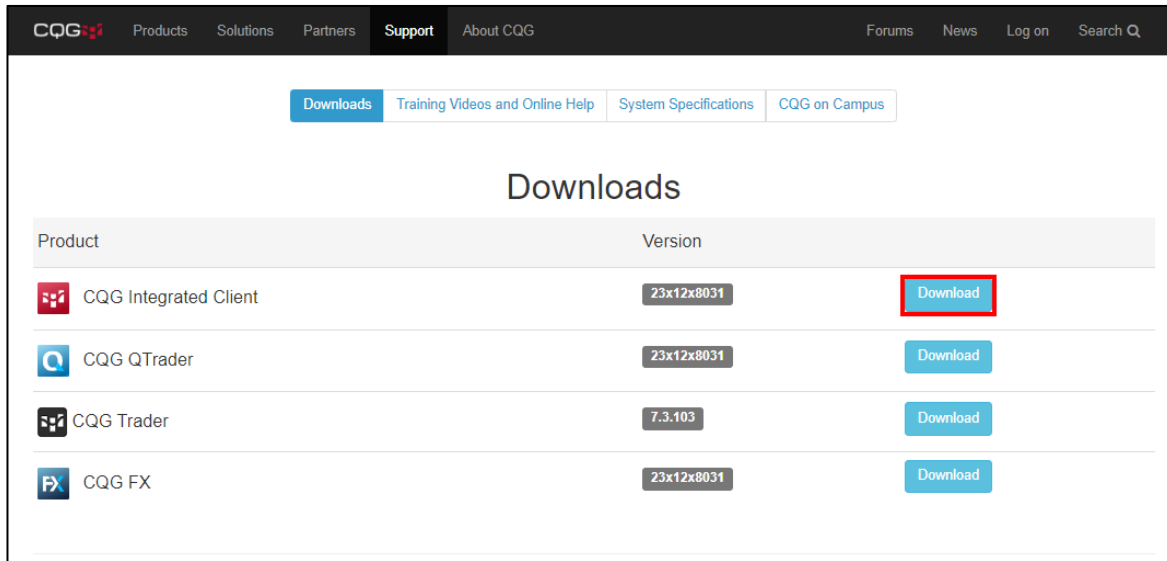 CQG Products Solutions Partners Support About CQG Forums News Log on Search
Downloads Training Videos and Online Help System Specifications CQG on Campus
Downloads
Product Version
CQG Integrated Client 23x12x8031 Download
Q CQG QTrader 23x12x8031 Download
CQG Trader 7.3.103 Download
FX CQG FX 23x12x8031 Download